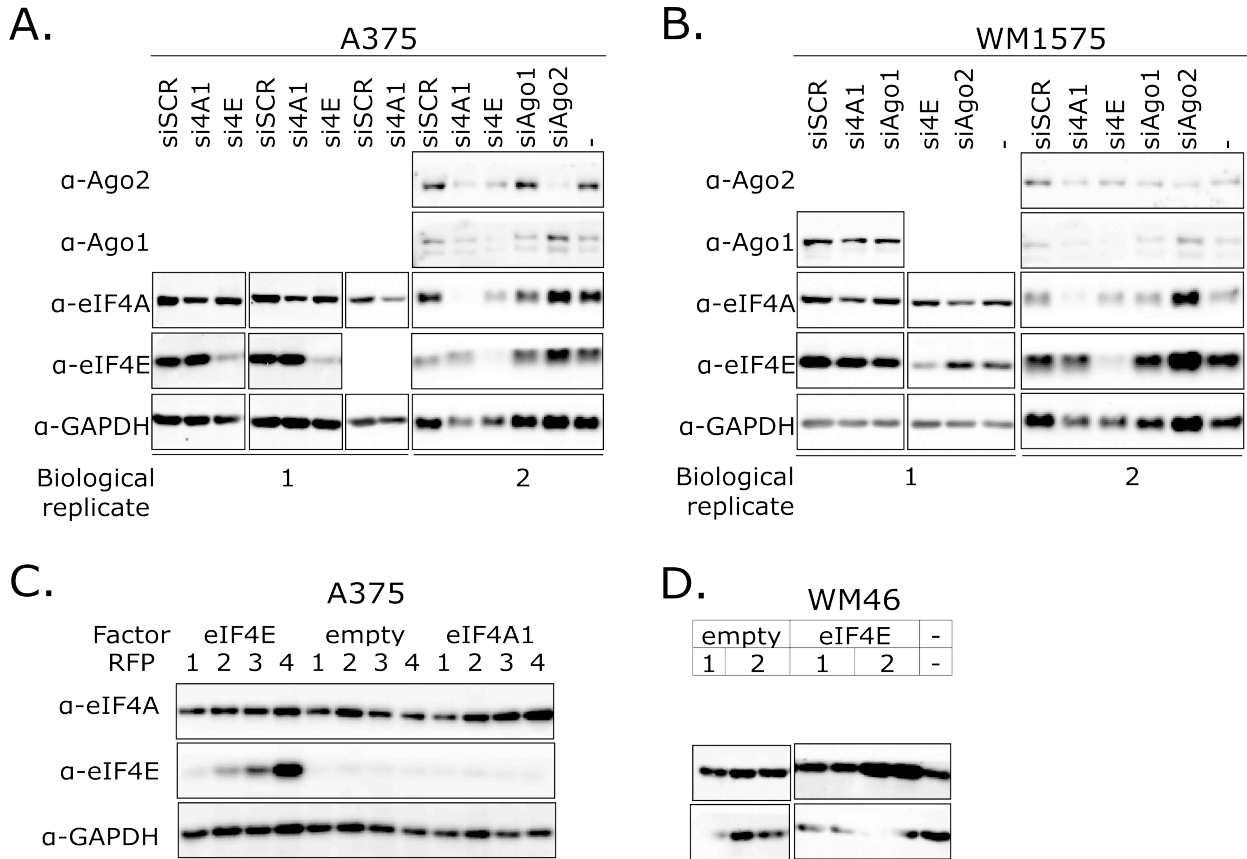 A.
A375
siSCR si4A1 si4E siSCR si4A1 si4E siSCR si4A1 siSCR si4A1 si4E siAgo1 siAgo2 -
α-Ago2
α-Ago1
α-eIF4A
α-eIF4E
α-GAPDH
Biological 1 2
replicate
B.
WM1575
siSCR si4A1 siAgo1 si4E siAgo2 - siSCR si4A1 si4E siAgo1 siAgo2 -
α-Ago2
α-Ago1
α-eIF4A
α-eIF4E
α-GAPDH
Biological 1 2
replicate
C.
A375
Factor eIF4E empty eIF4A1
RFP 1 2 3 4 1 2 3 4 1 2 3 4
α-eIF4A
α-eIF4E
α-GAPDH
D.
WM46
empty eIF4E -
1 2 1 2 -